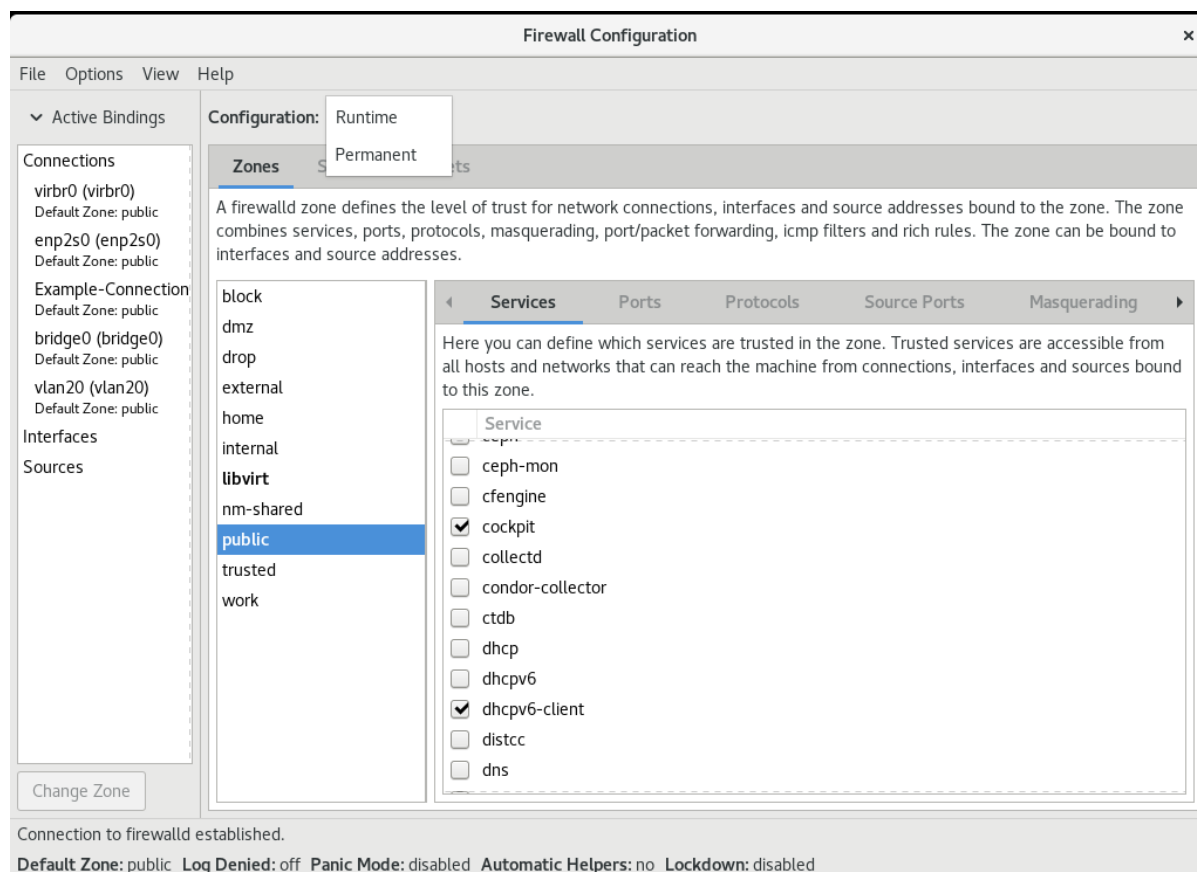 Firewall Configuration
File Options View Help
Active Bindings
Configuration:
Runtime
Permanent
Connections
virbr0 (virbr0)
Default Zone: public
enp2s0 (enp2s0)
Default Zone: public
Example-Connection
Default Zone: public
bridge0 (bridge0)
Default Zone: public
vlan20 (vlan20)
Default Zone: public
Interfaces
Sources
Change Zone
Zones
A firewalld zone defines the level of trust for network connections, interfaces and source addresses bound to the zone. The zone
combines services, ports, protocols, masquerading, port/packet forwarding, icmp filters and rich rules. The zone can be bound to
interfaces and source addresses.
block
dmz
drop
external
home
internal
libvirt
nm-shared
public
trusted
work
Services Ports Protocols Source Ports Masquerading
Here you can define which services are trusted in the zone. Trusted services are accessible from
all hosts and networks that can reach the machine from connections, interfaces and sources bound
to this zone.
Service
ceph-mon
cfengine
cockpit
collectd
condor-collector
ctdb
dhcp
dhcpv6
dhcpv6-client
distcc
dns
Connection to firewalld established.
Default Zone: public Log Denied: off Panic Mode: disabled Automatic Helpers: no Lockdown: disabled